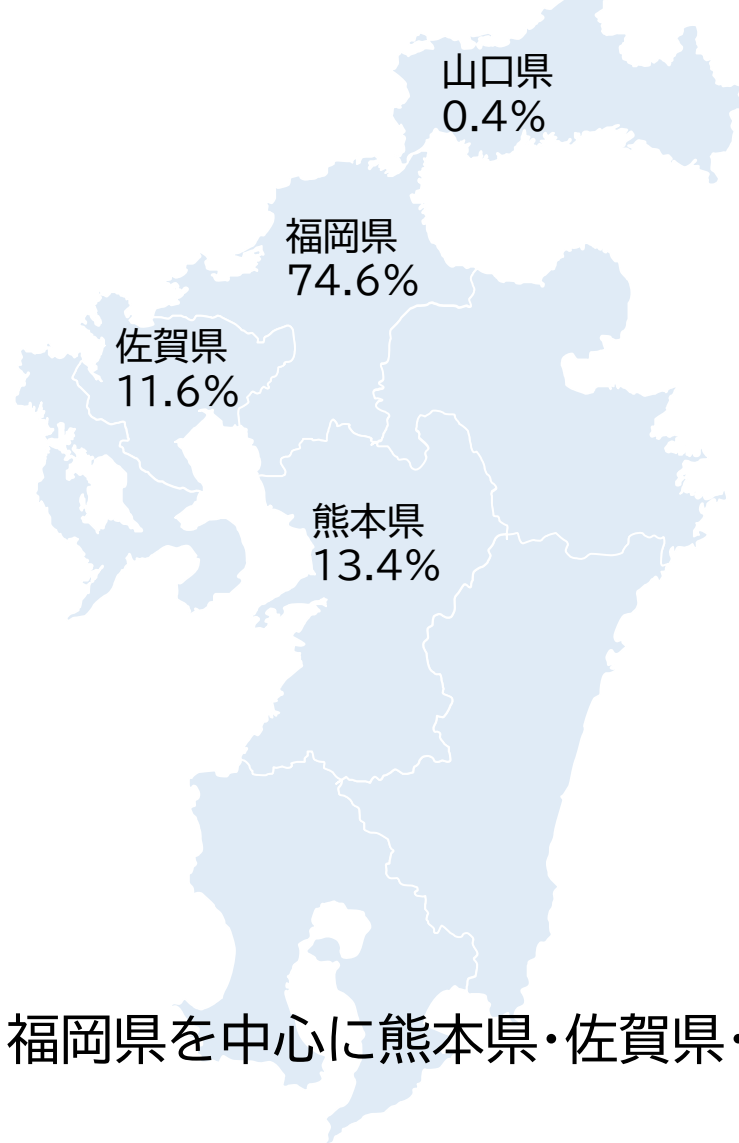 山口県
0.4%
福岡県
74.6%
佐賀県
11.6%
熊本県
13.4%
福岡県を中心に熊本県・佐賀県・